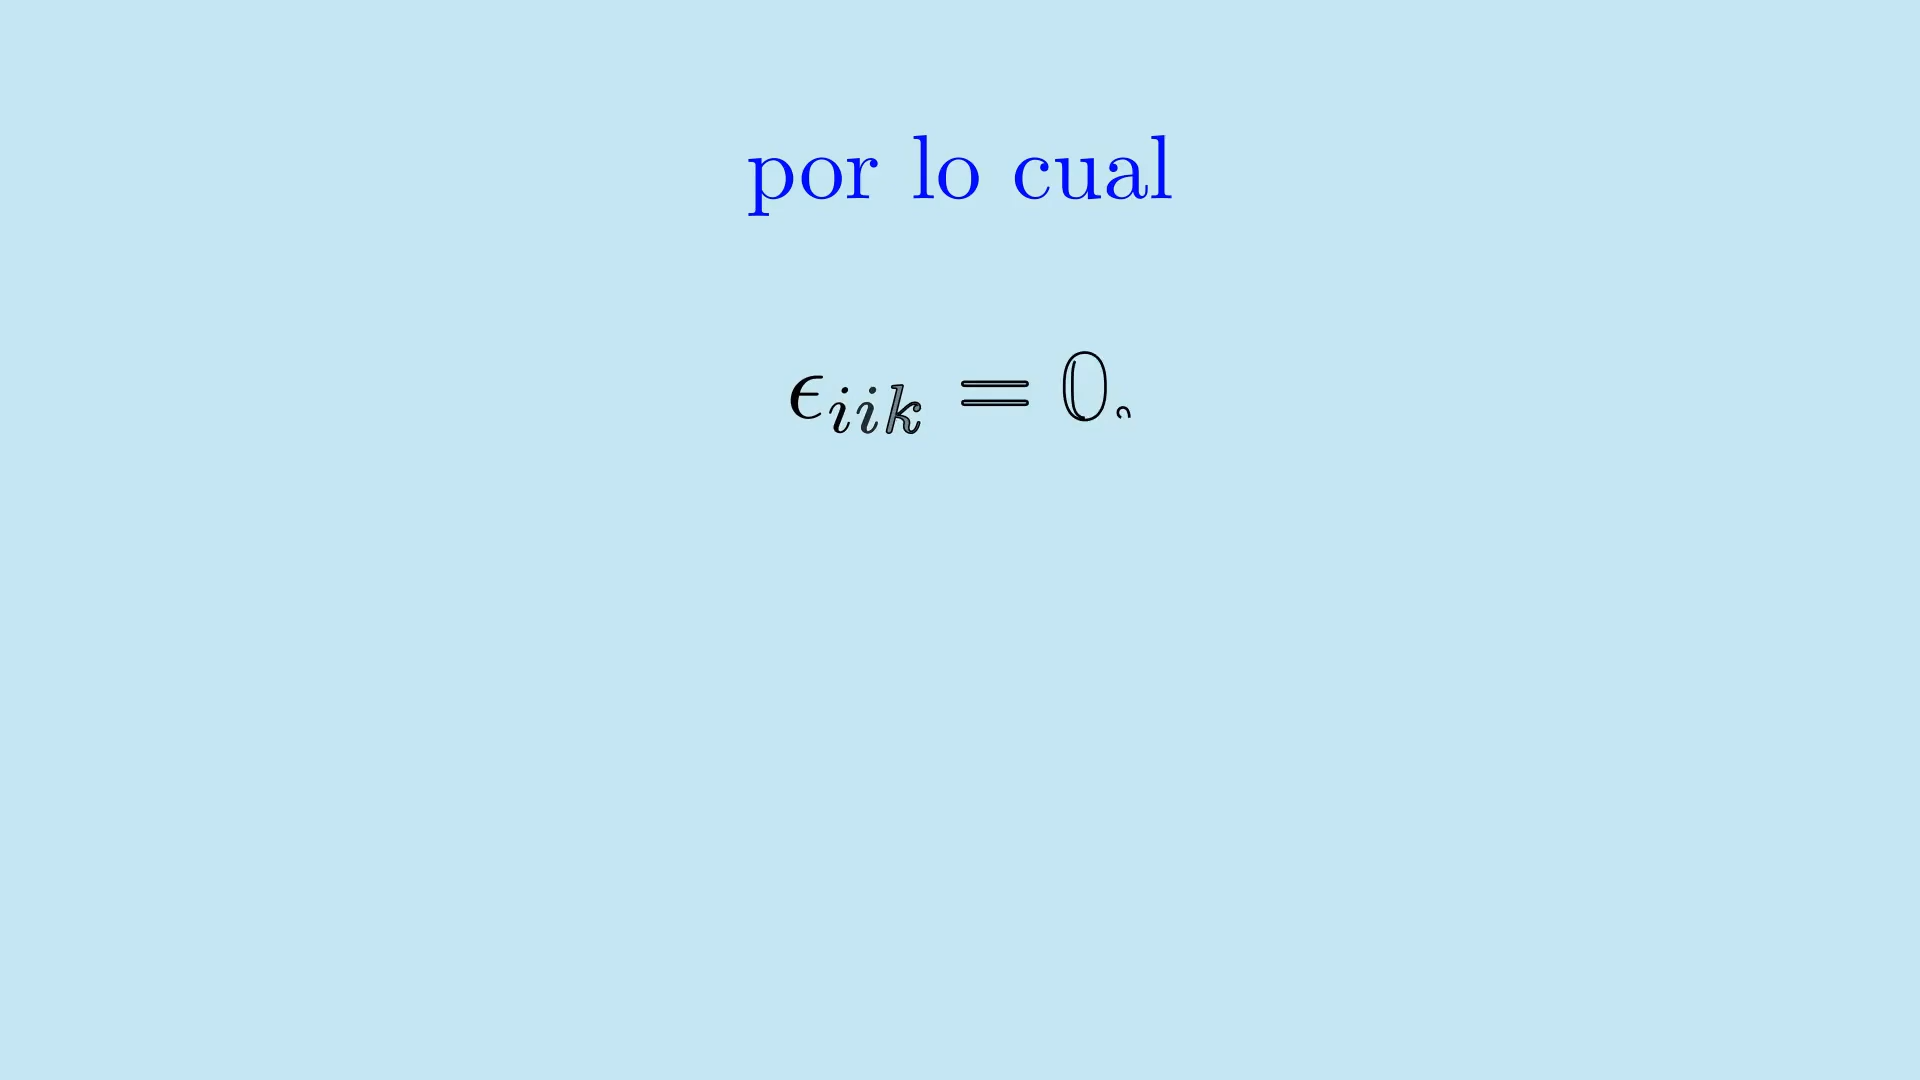 por lo cual
ϵ_{iik} = 0.